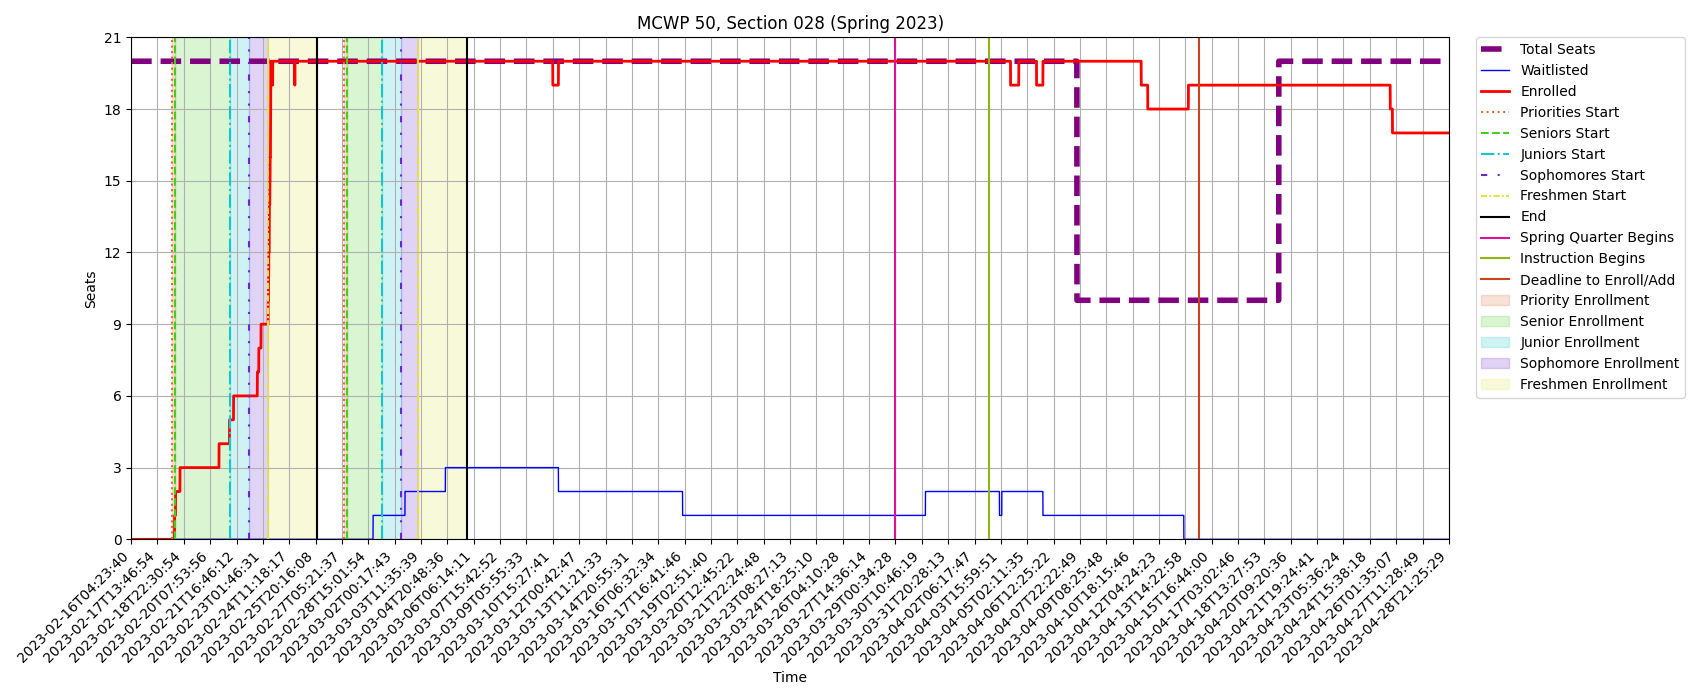 MCWP 50, Section 028 (Spring 2023)
21
18
15
12
9
6
3
0
Seats
2023-02-16T04:23:40
2023-02-17T13:46:54
2023-02-18T22:30:54
2023-02-20T07:53:56
2023-02-21T16:46:12
2023-02-23T01:46:31
2023-02-24T11:18:17
2023-02-25T20:16:08
2023-02-27T05:21:37
2023-02-28T15:01:54
2023-03-02T00:17:43
2023-03-03T11:35:39
2023-03-04T20:48:36
2023-03-06T06:14:11
2023-03-07T15:42:52
2023-03-09T05:55:33
2023-03-10T15:27:41
2023-03-12T00:42:47
2023-03-13T11:21:33
2023-03-14T20:55:31
2023-03-16T06:32:34
2023-03-17T16:41:46
2023-03-19T02:51:40
2023-03-20T12:45:22
2023-03-21T22:24:48
2023-03-23T08:27:13
2023-03-24T18:25:10
2023-03-26T04:10:28
2023-03-27T14:36:14
2023-03-29T00:34:28
2023-03-30T10:46:19
2023-03-31T20:28:13
2023-04-02T06:17:47
2023-04-03T15:59:51
2023-04-05T02:11:35
2023-04-06T12:25:22
2023-04-07T22:22:49
2023-04-09T08:25:48
2023-04-10T18:15:46
2023-04-12T04:24:23
2023-04-13T14:22:58
2023-04-15T16:44:00
2023-04-17T03:02:46
2023-04-18T13:27:53
2023-04-20T09:20:36
2023-04-21T19:24:41
2023-04-23T05:36:24
2023-04-24T15:38:18
2023-04-26T01:35:07
2023-04-27T11:28:49
2023-04-28T21:25:29
Time
Total Seats
Waitlisted
Enrolled
Priorities Start
Seniors Start
Juniors Start
Sophomores Start
Freshmen Start
End
Spring Quarter Begins
Instruction Begins
Deadline to Enroll/Add
Priority Enrollment
Senior Enrollment
Junior Enrollment
Sophomore Enrollment
Freshmen Enrollment